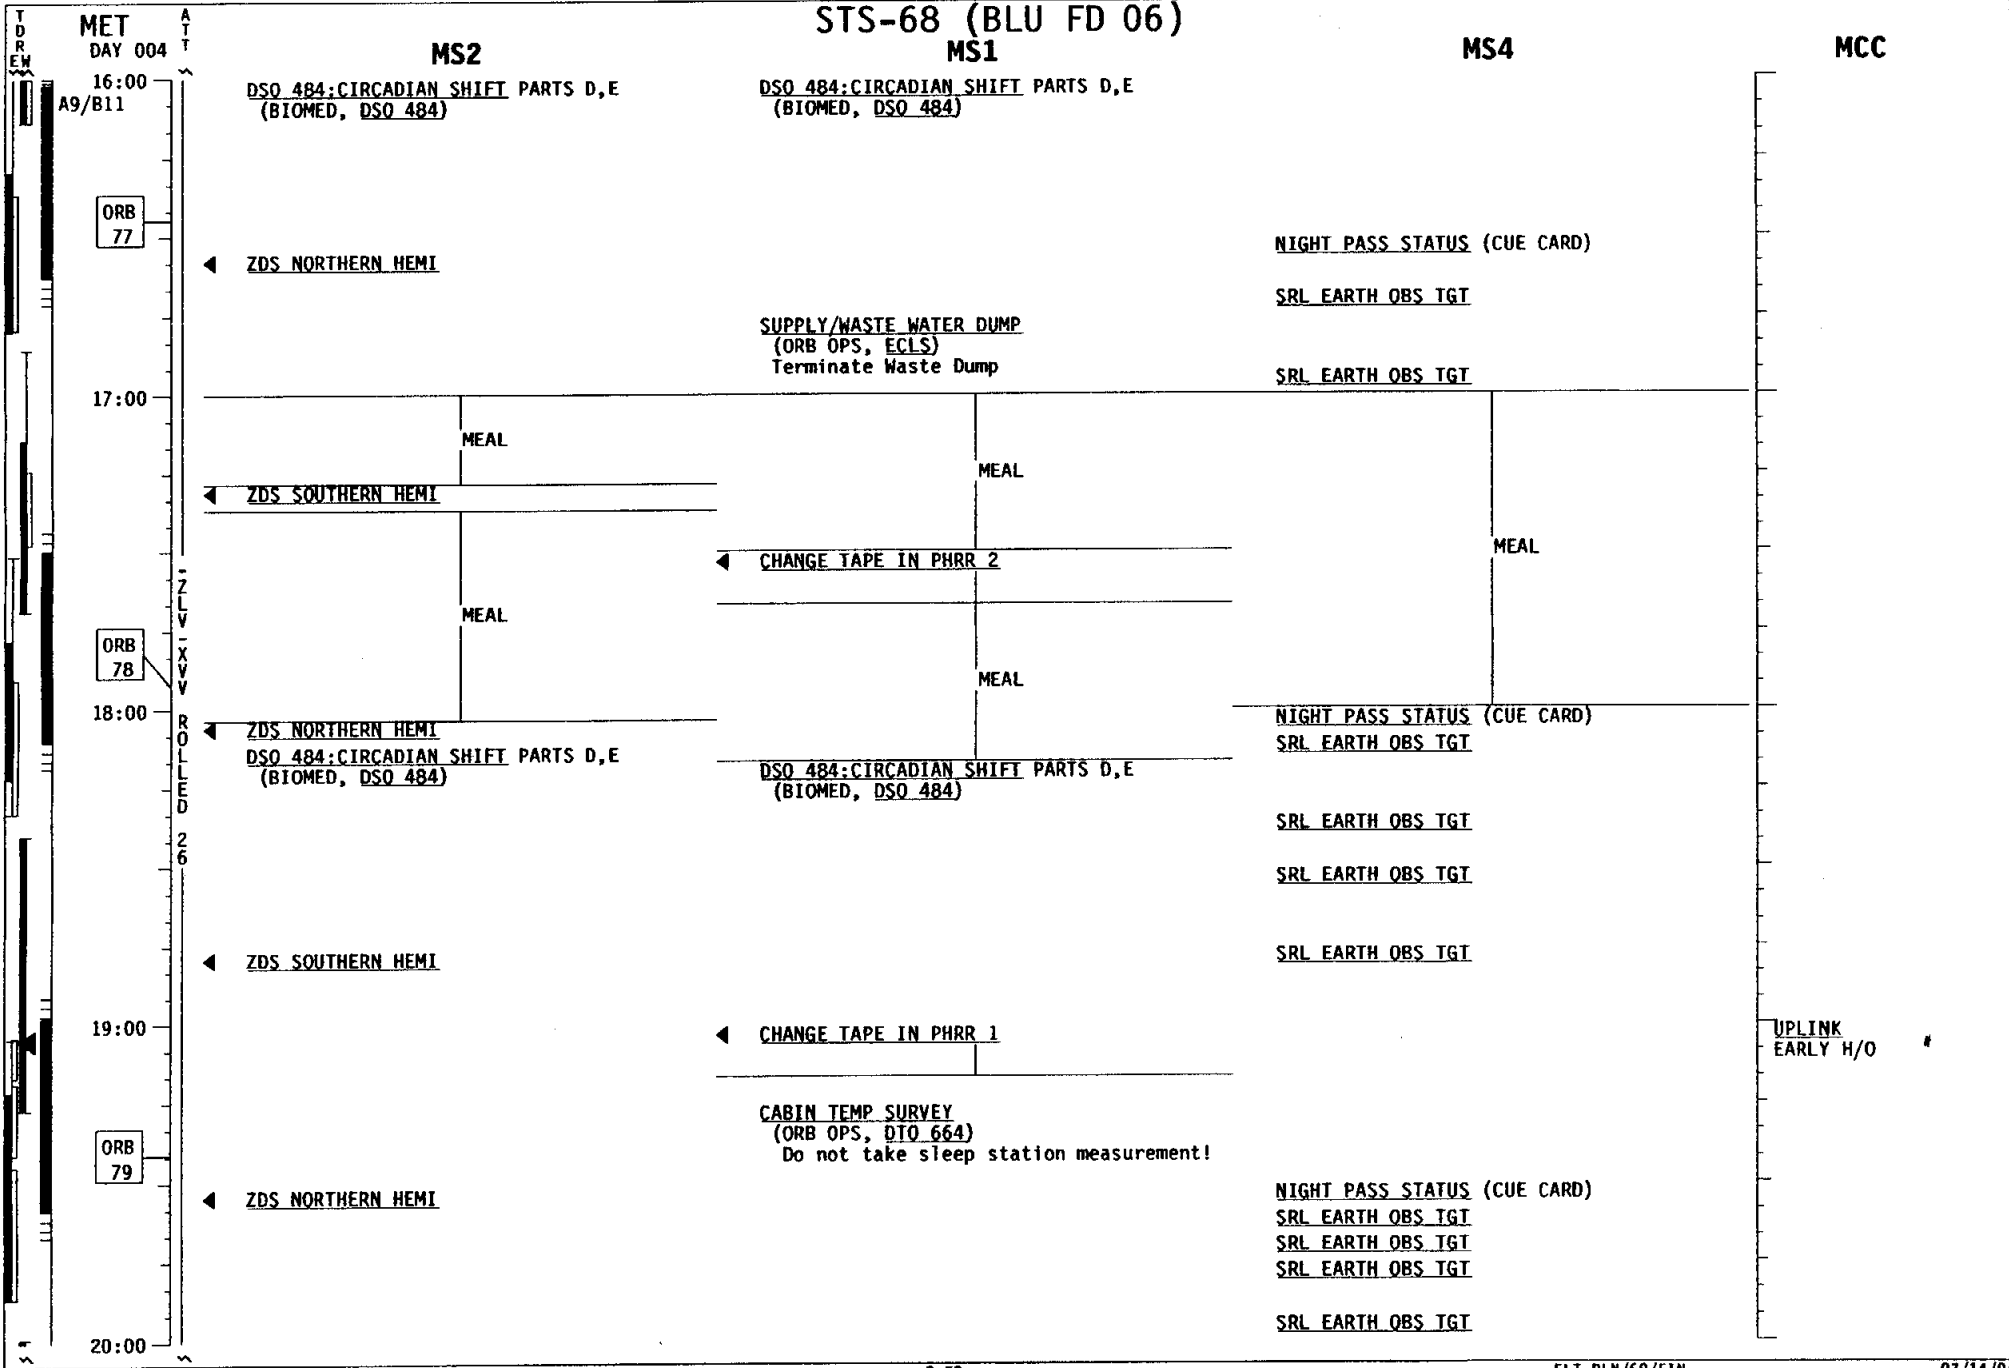 STS-68 (BLU FD 06)
TDRE W
MET
DAY 004
ATT
MS2
MS1
MS4
MCC
16:00
A9/B11
DSO 484:CIRCADIAN SHIFT PARTS D,E
(BIOMED, DSO 484)
DSO 484:CIRCADIAN SHIFT PARTS D,E
(BIOMED, DSO 484)
ORB
77
NIGHT PASS STATUS (CUE CARD)
ZDS NORTHERN HEMI
SRL EARTH OBS TGT
SUPPLY/WASTE WATER DUMP
(ORB OPS, ECLS)
Terminate Waste Dump
SRL EARTH OBS TGT
17:00
MEAL
MEAL
ZDS SOUTHERN HEMI
MEAL
CHANGE TAPE IN PHRR 2
-ZLV -XVV ROLLED 26
MEAL
ORB
78
MEAL
18:00
NIGHT PASS STATUS (CUE CARD)
ZDS NORTHERN HEMI
SRL EARTH OBS TGT
DSO 484:CIRCADIAN SHIFT PARTS D,E
(BIOMED, DSO 484)
DSO 484:CIRCADIAN SHIFT PARTS D,E
(BIOMED, DSO 484)
SRL EARTH OBS TGT
SRL EARTH OBS TGT
SRL EARTH OBS TGT
ZDS SOUTHERN HEMI
19:00
CHANGE TAPE IN PHRR 1
UPLINK
EARLY H/O
CABIN TEMP SURVEY
(ORB OPS, DTO 664)
Do not take sleep station measurement!
ORB
79
NIGHT PASS STATUS (CUE CARD)
ZDS NORTHERN HEMI
SRL EARTH OBS TGT
SRL EARTH OBS TGT
SRL EARTH OBS TGT
SRL EARTH OBS TGT
20:00